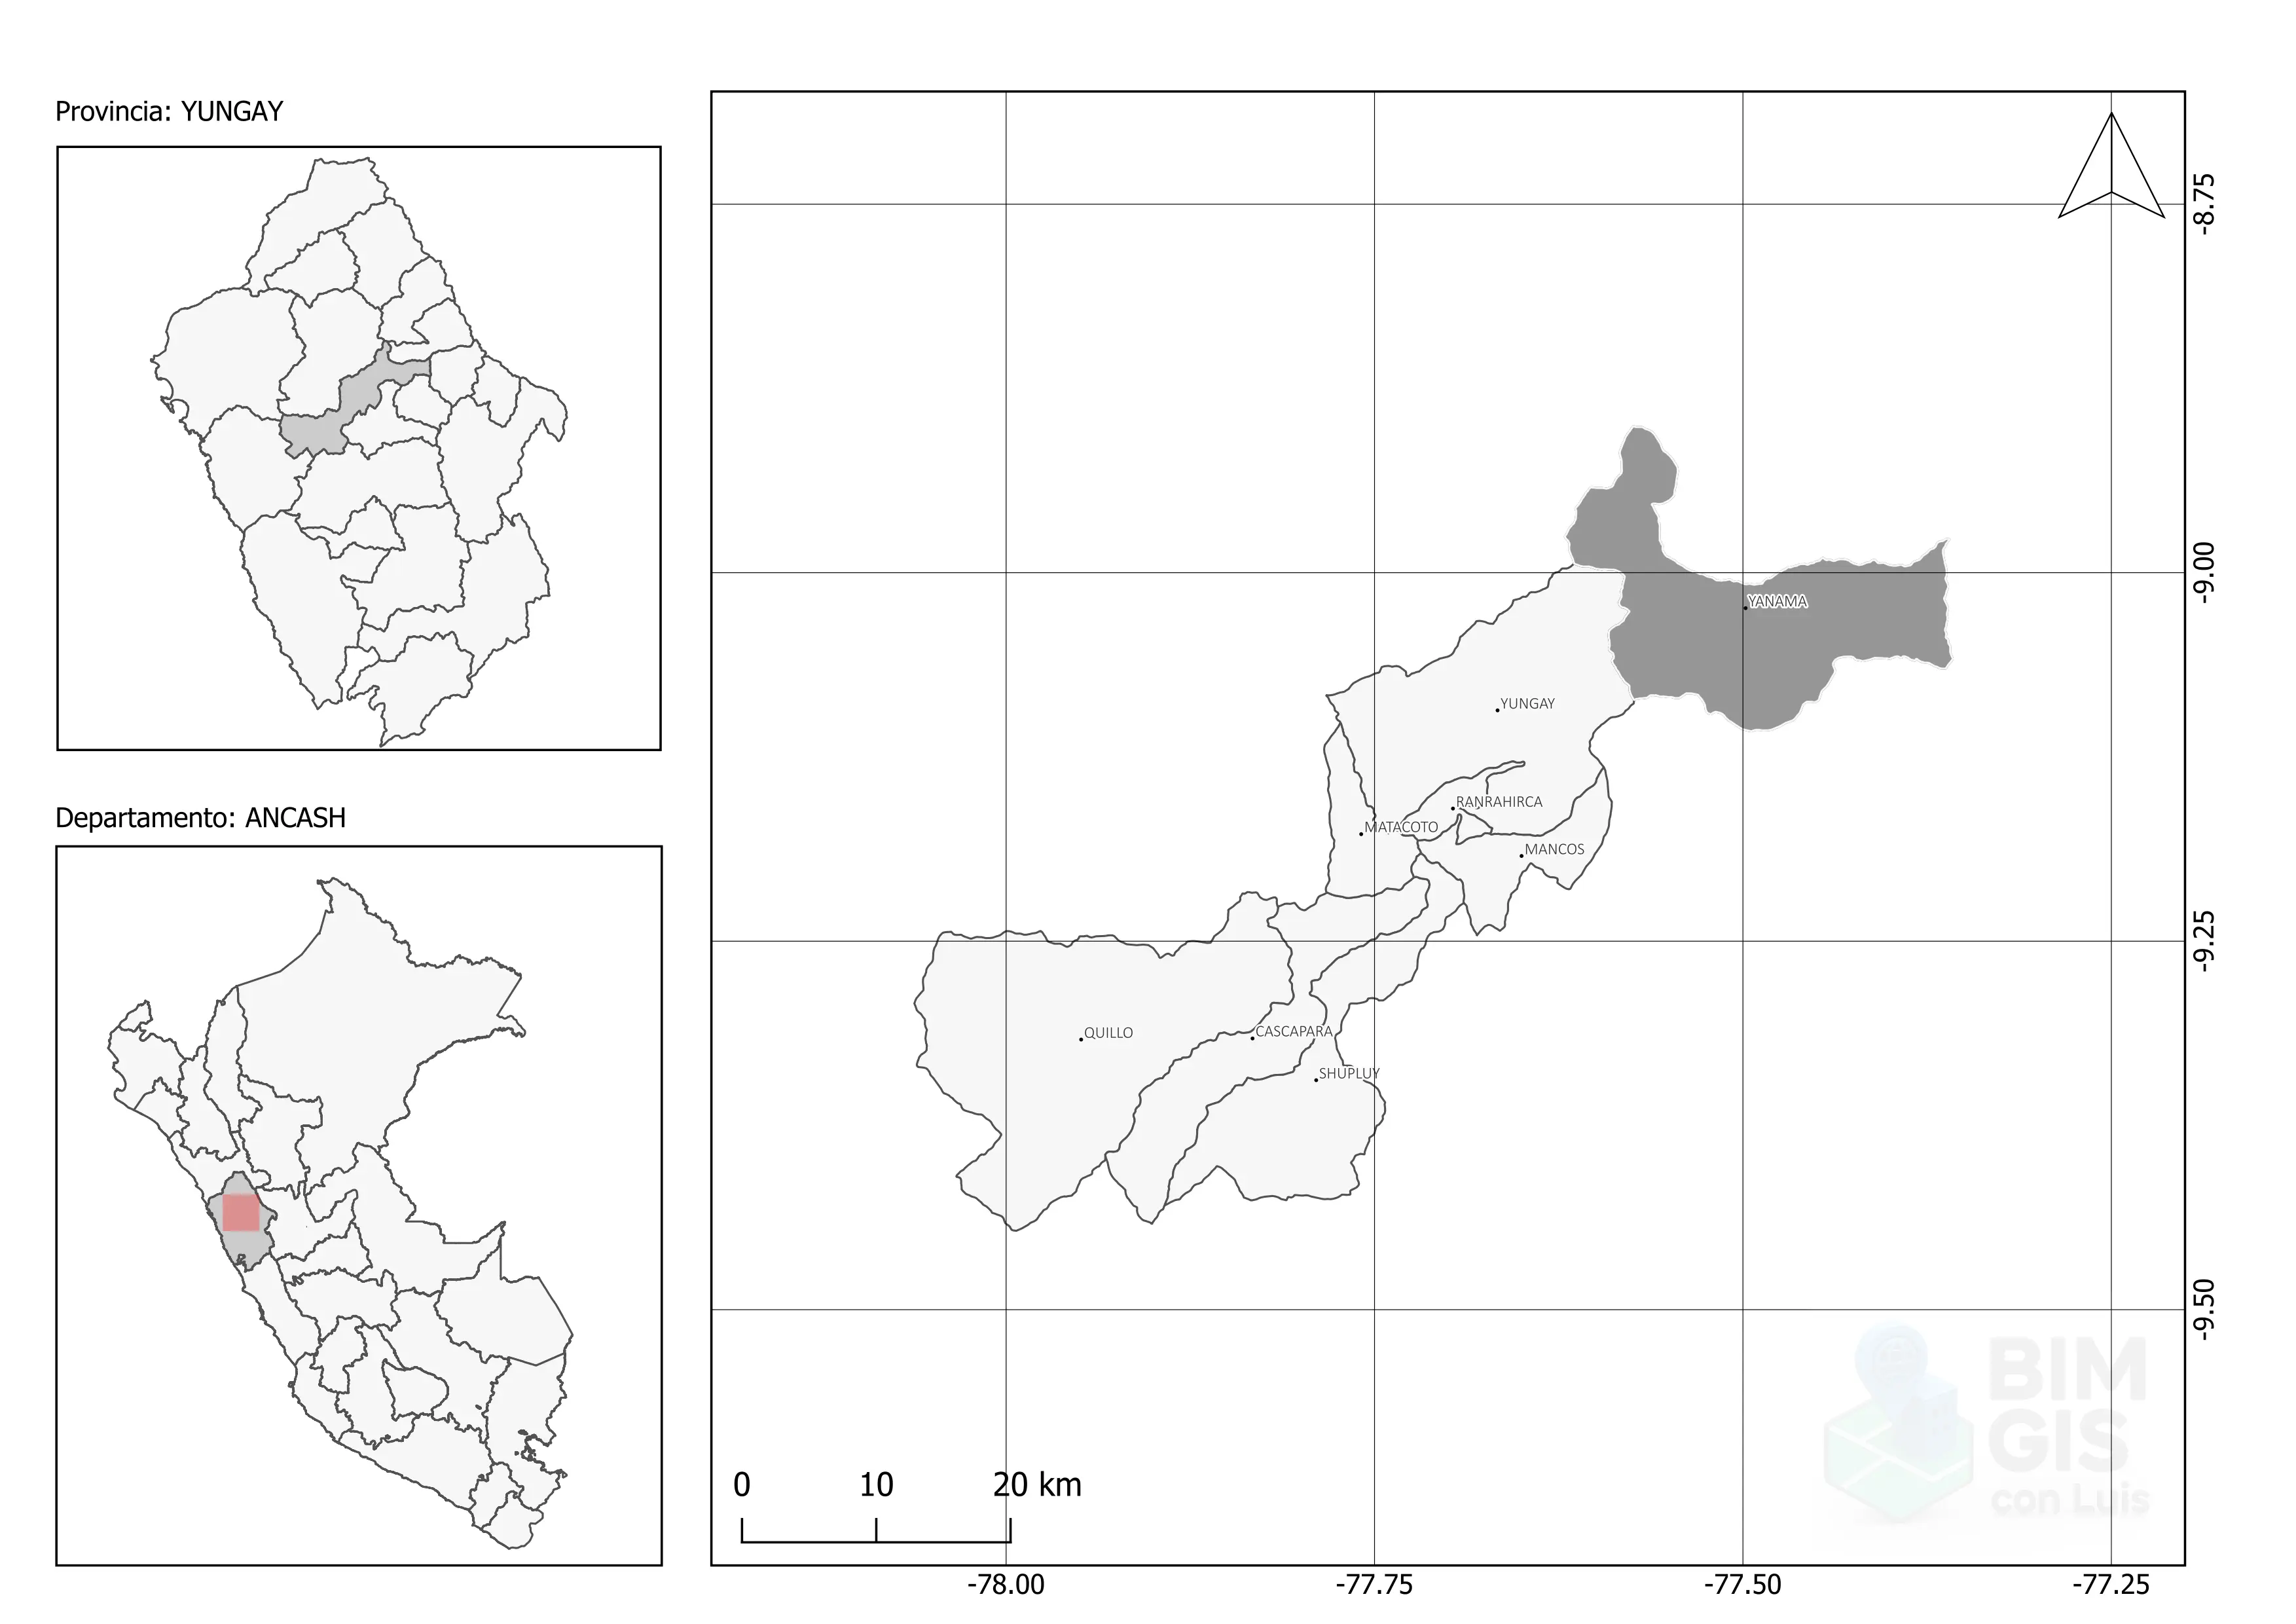 Provincia: YUNGAY
Departamento: ANCASH
-8.75
-9.00
YANAMA
YUNGAY
RANRAHIRCA
MATACOTO
MANCOS
-9.25
QUILLO
CASCAPARA
SHUPLUY
-9.50
BIM
GIS
con Luis
0 10 20 km
-78.00 -77.75 -77.50 -77.25